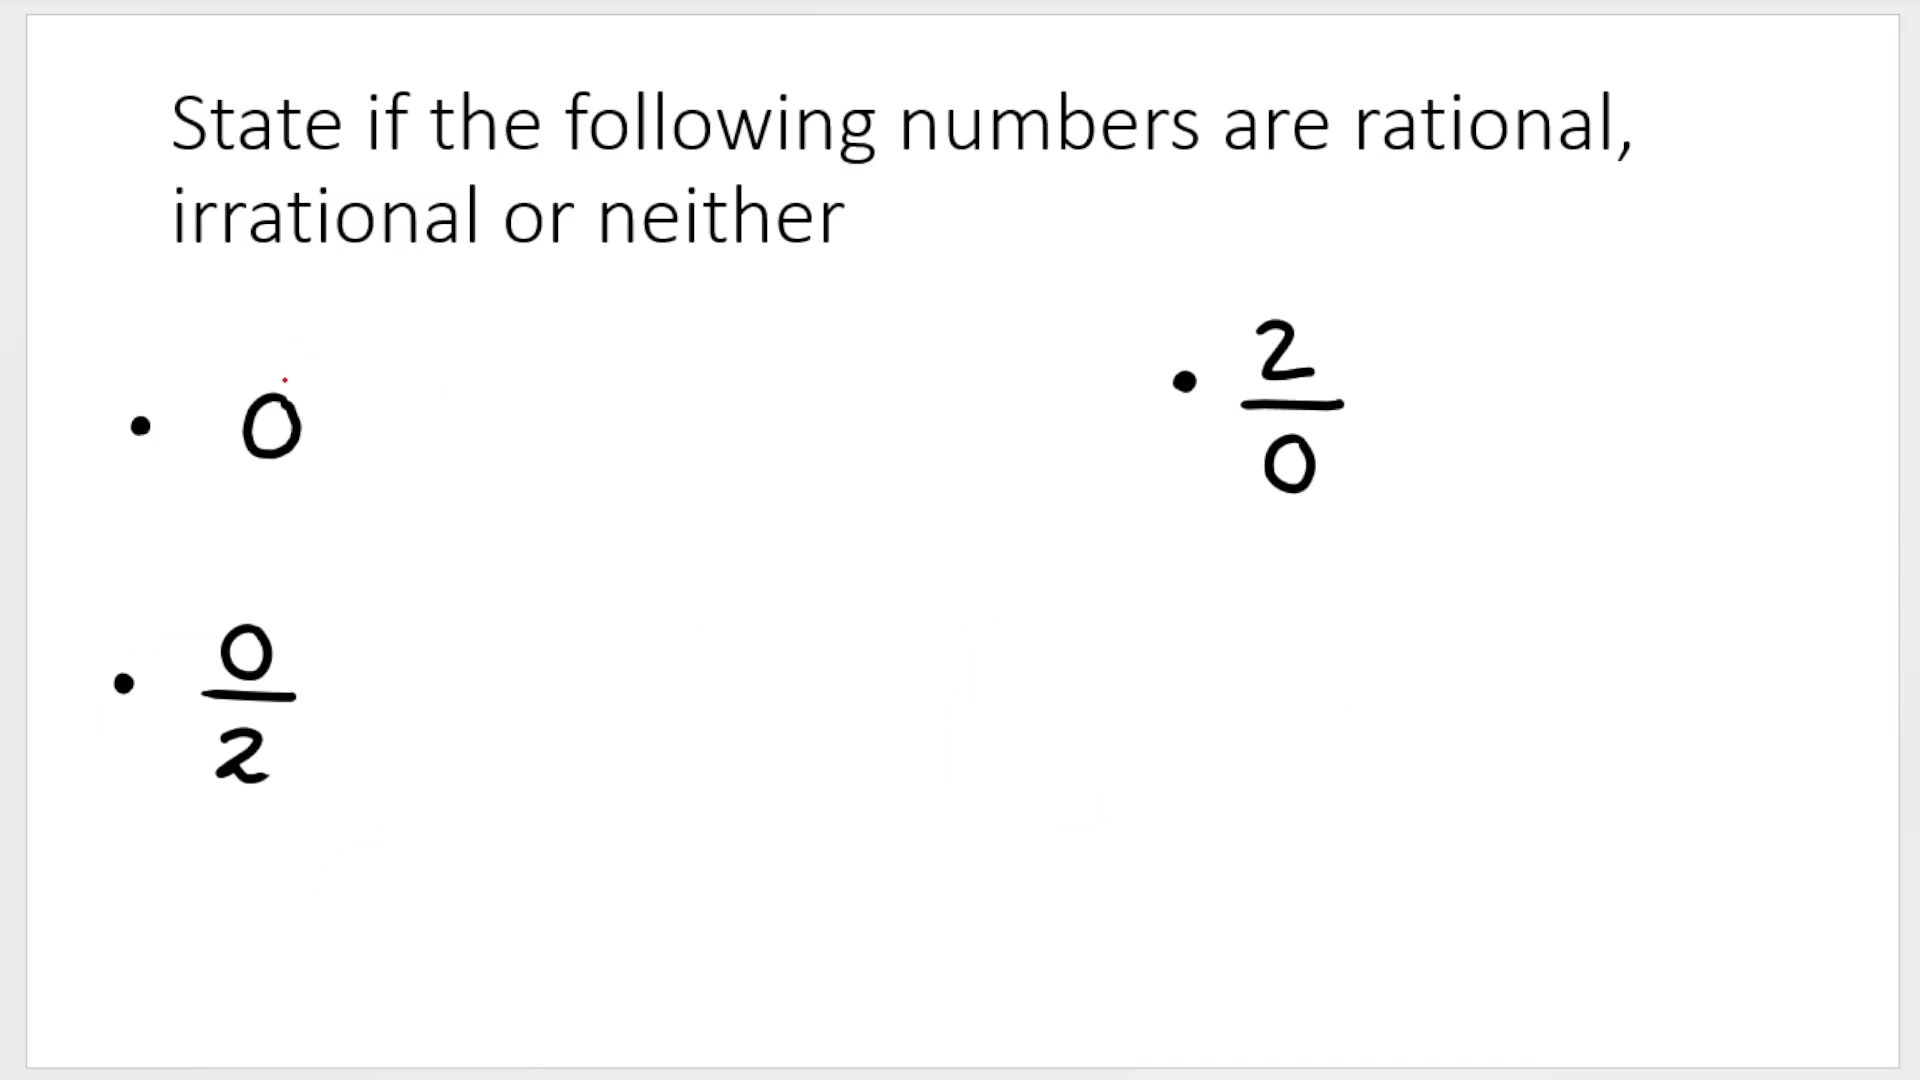 State if the following numbers are rational,
irrational or neither
• 0
• 2/0
• 0/2